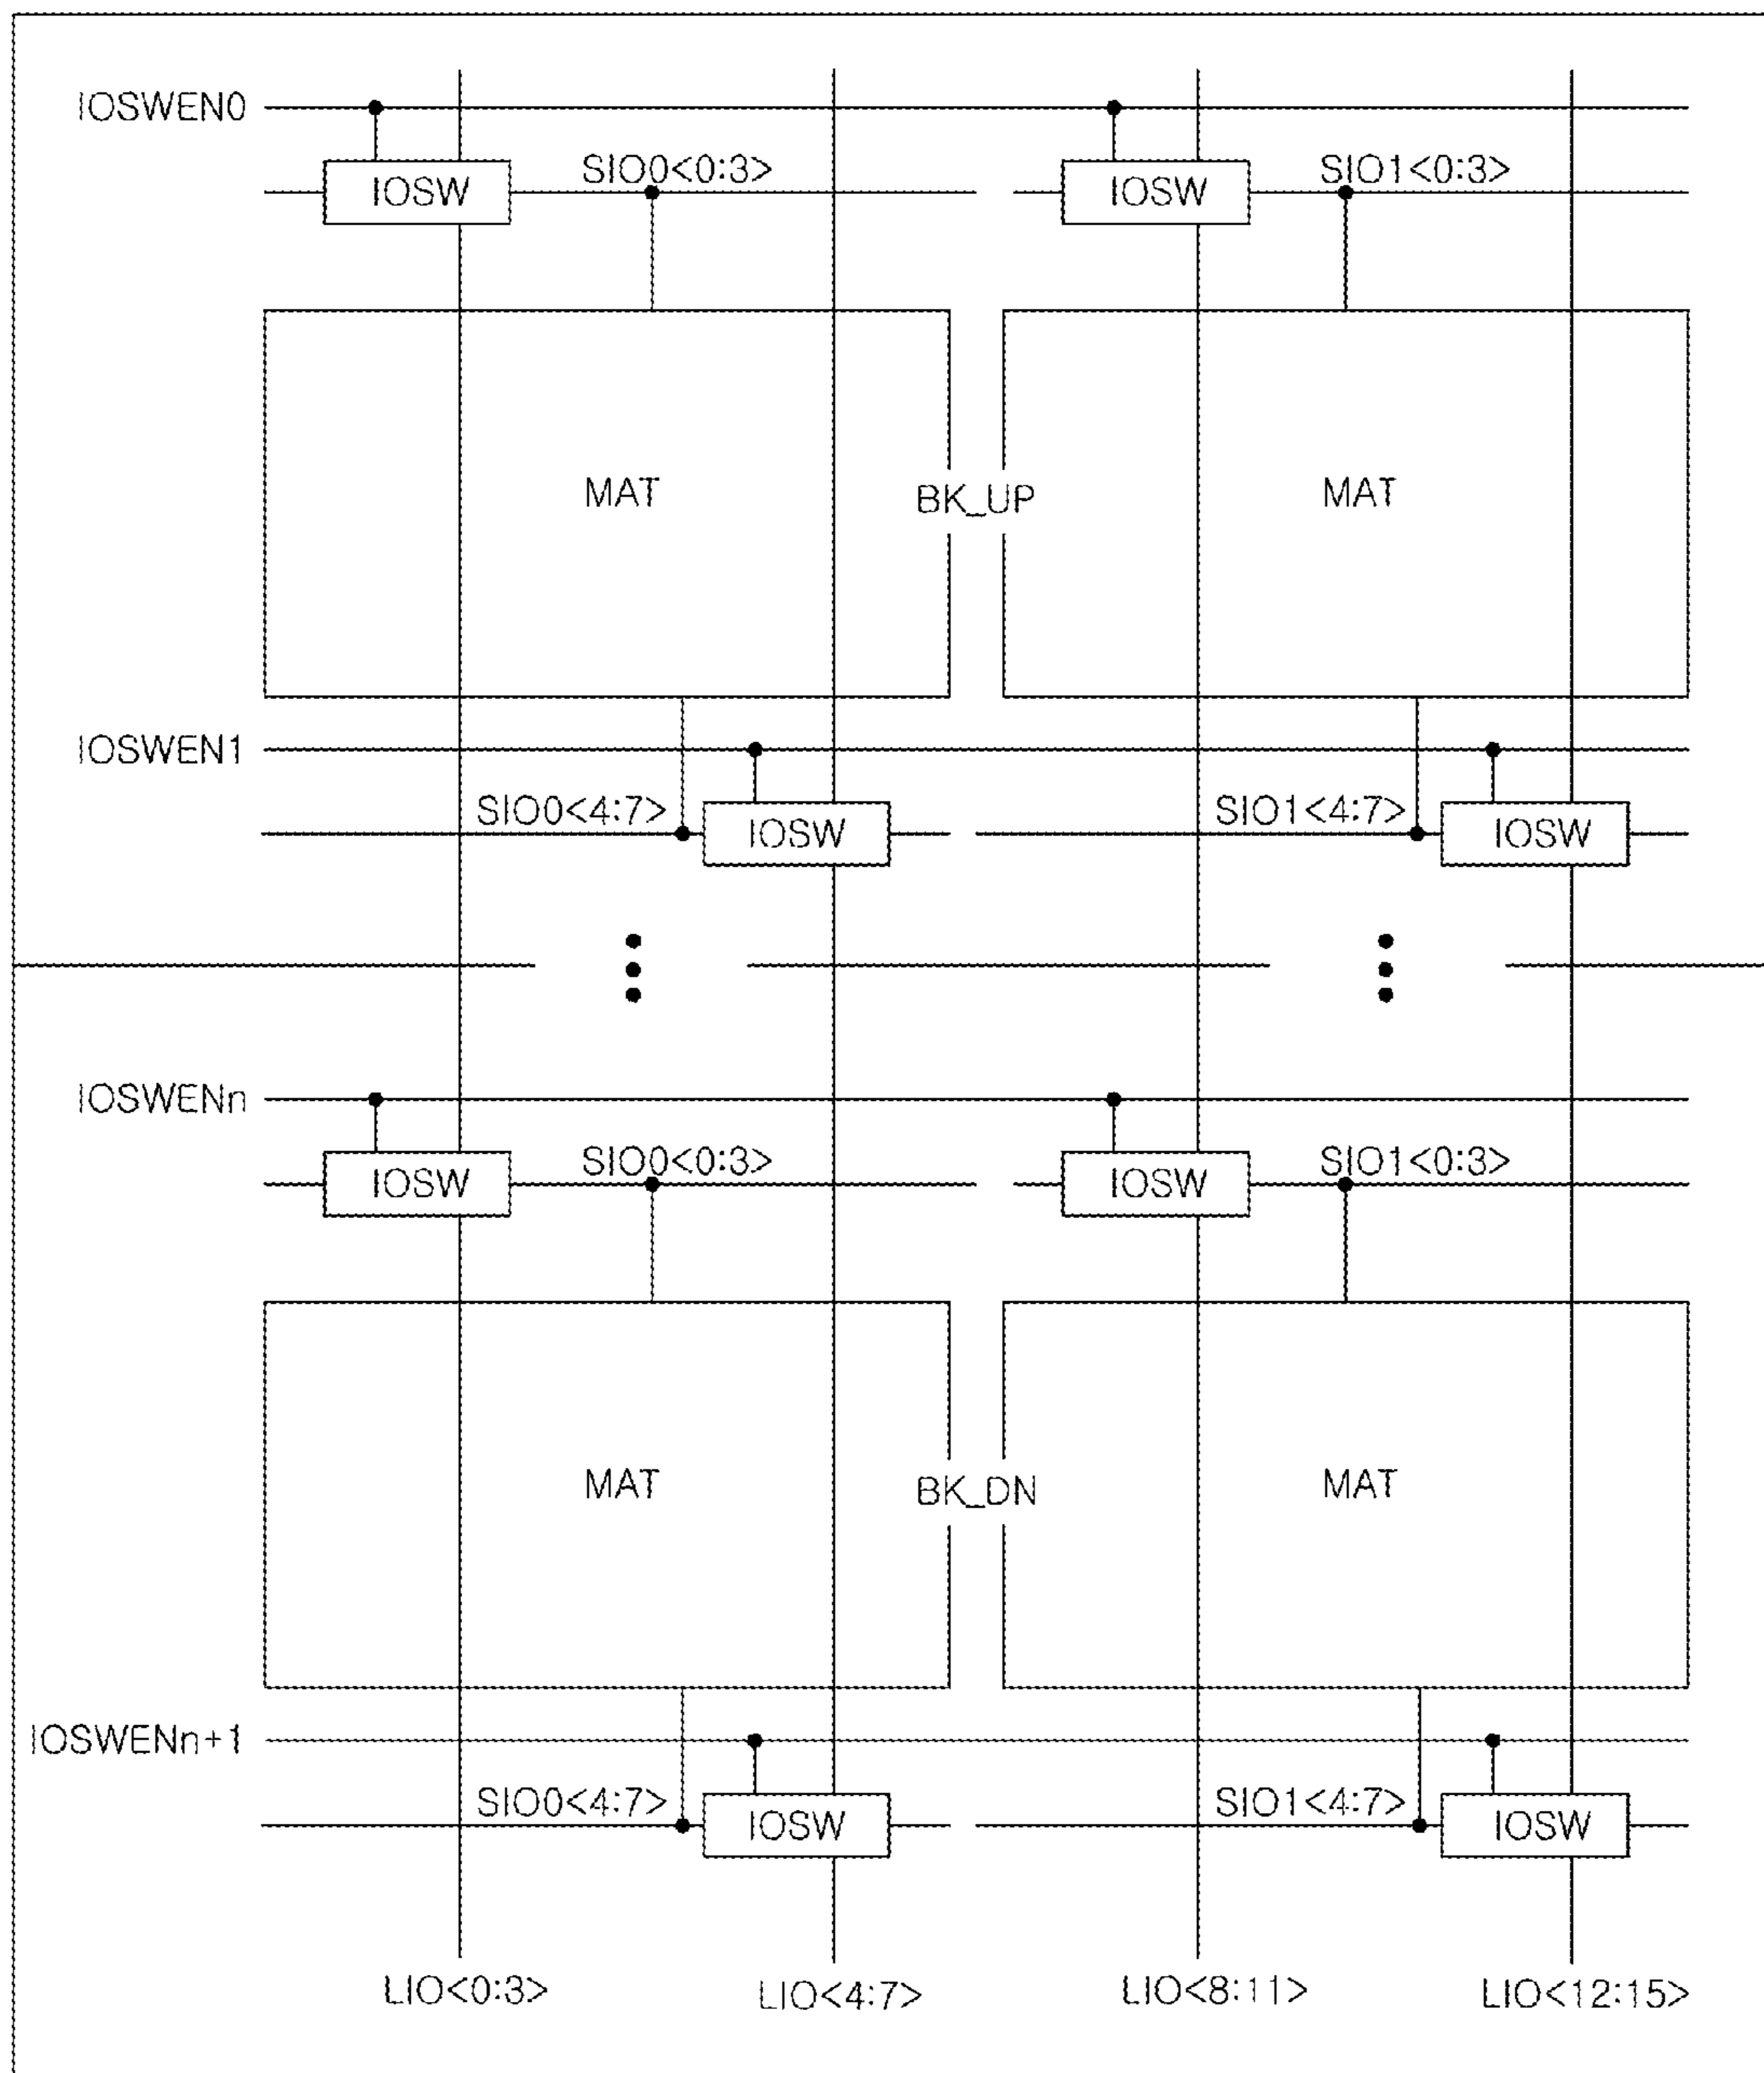 IOSWEN0
SIO0<0:3> SIO1<0:3>
IOSW IOSW
MAT BK_UP MAT
IOSWEN1
SIO0<4:7> IOSW SIO1<4:7> IOSW
IOSWENn
SIO0<0:3> SIO1<0:3>
IOSW IOSW
MAT BK_DN MAT
IOSWENn+1
SIO0<4:7> IOSW SIO1<4:7> IOSW
LIO<0:3> LIO<4:7> LIO<8:11> LIO<12:15>